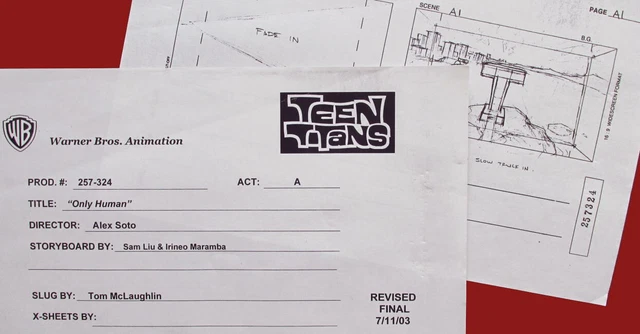 FADE IN
SCENE A1
PAGE A1
B.G.
16:9 WIDESCREEN FORMAT
SLOW TRUCK IN
257324
WB
Warner Bros. Animation
TEEN
TITANS
PROD. #: 257-324 ACT: A
TITLE: "Only Human"
DIRECTOR: Alex Soto
STORYBOARD BY: Sam Liu & Irineo Maramba
SLUG BY: Tom McLaughlin
X-SHEETS BY:
REVISED
FINAL
7/11/03